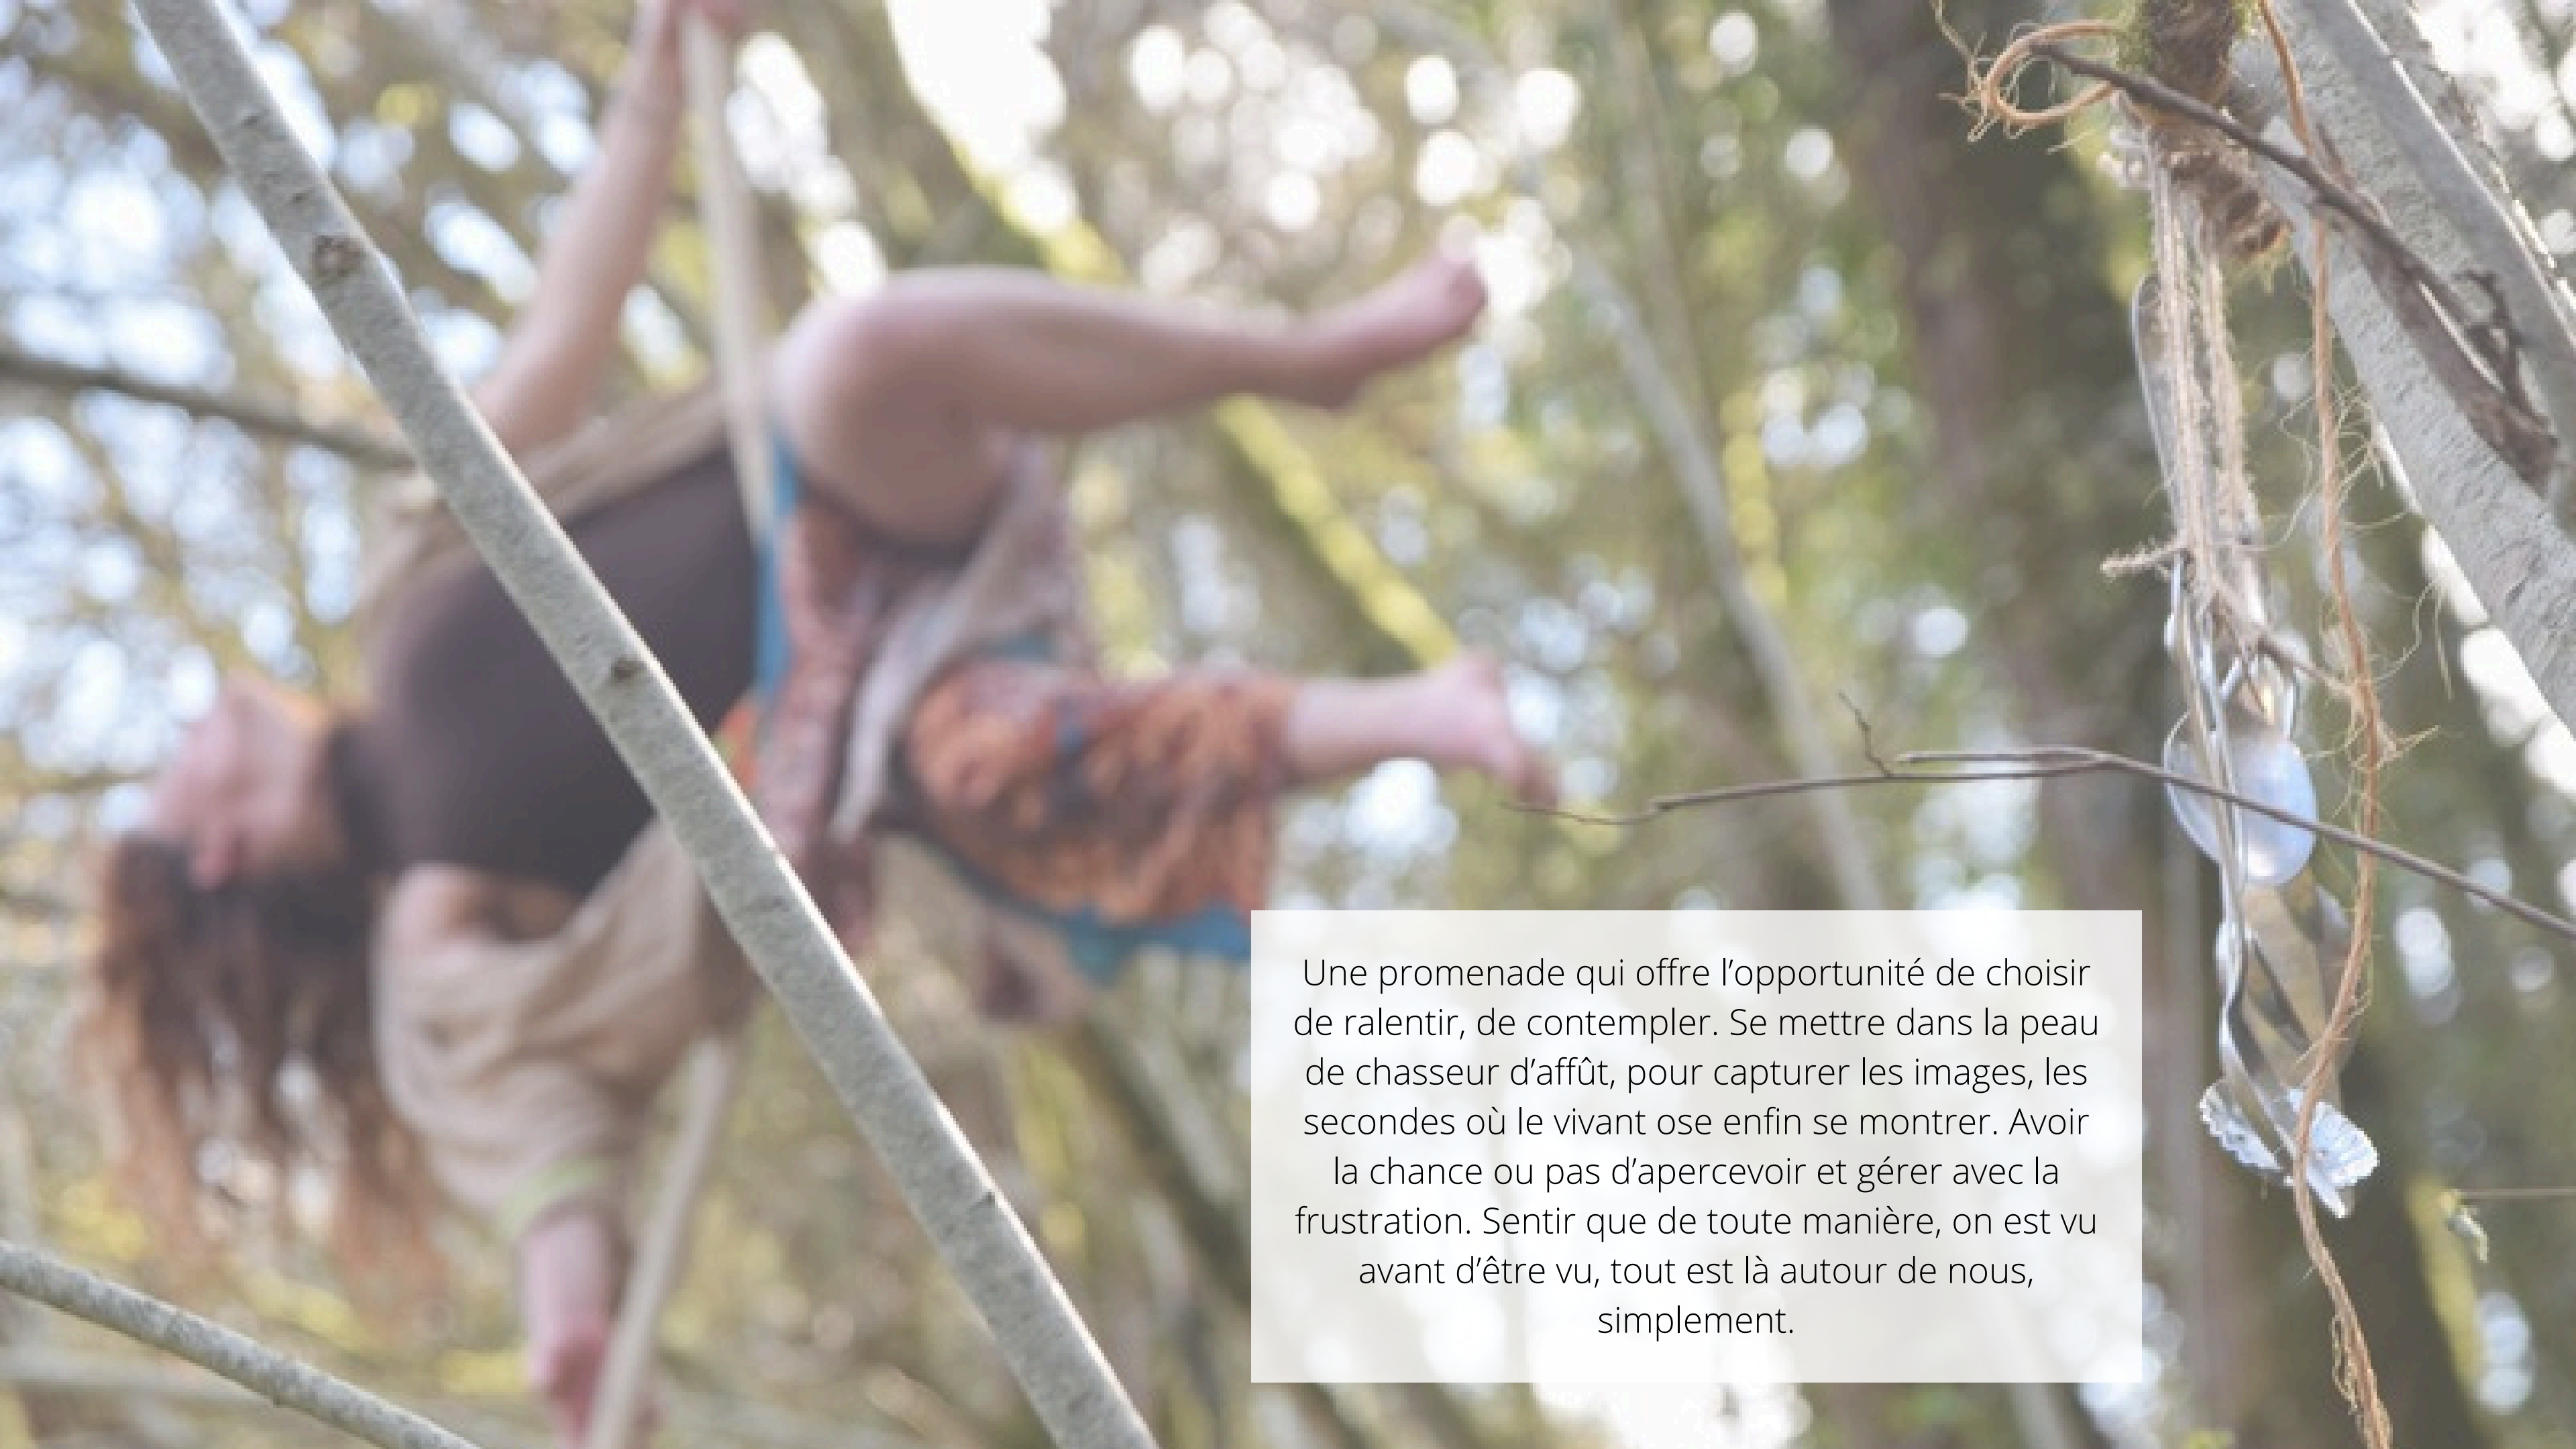 Une promenade qui offre l’opportunité de choisir
de ralentir, de contempler. Se mettre dans la peau
de chasseur d’affût, pour capturer les images, les
secondes où le vivant ose enfin se montrer. Avoir
la chance ou pas d’apercevoir et gérer avec la
frustration. Sentir que de toute manière, on est vu
avant d’être vu, tout est là autour de nous,
simplement.